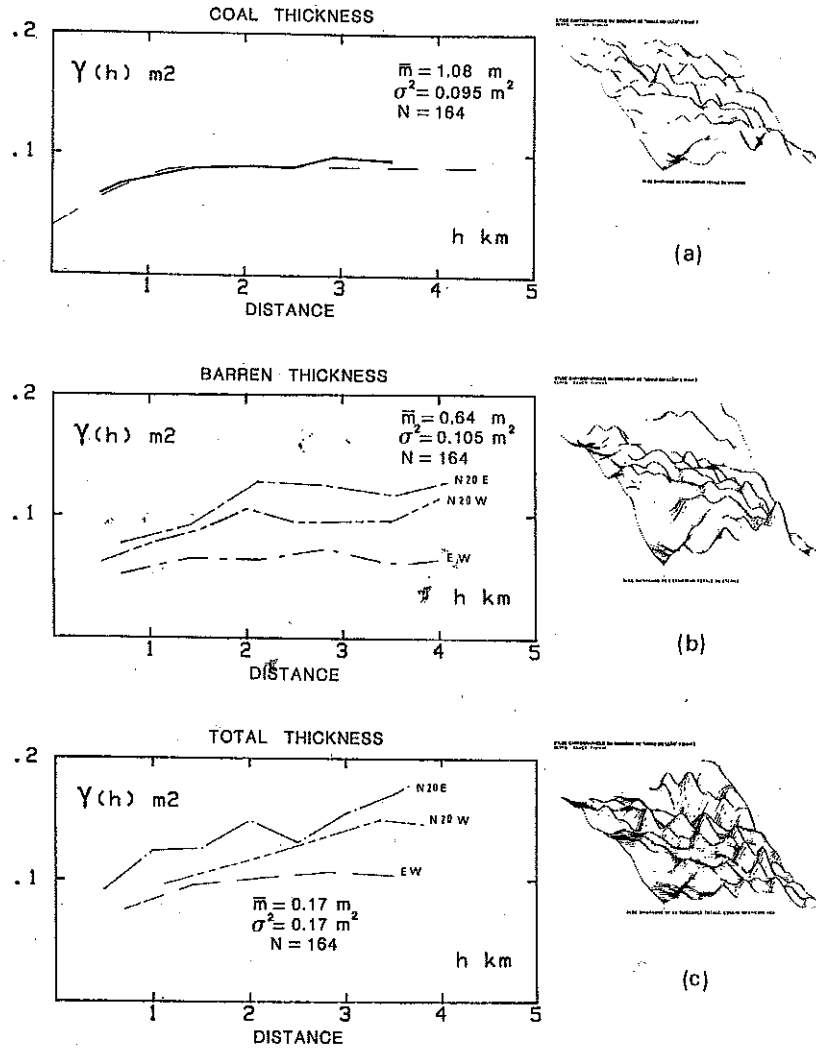 COAL THICKNESS
.2
γ(h) m2
m̅ = 1.08 m
σ² = 0.095 m²
N = 164
.1
h km
1 2 3 4 5
DISTANCE
(a)
BARREN THICKNESS
.2
γ(h) m2
m̅ = 0,64 m
σ² = 0.105 m²
N = 164
N 20 E
N 20 W
.1
E W
h km
1 2 3 4 5
DISTANCE
(b)
TOTAL THICKNESS
.2
γ(h) m2
N 20 E
N 20 W
.1
EW
m̅ = 0.17 m
σ² = 0.17 m²
N = 164
h km
1 2 3 4 5
DISTANCE
(c)